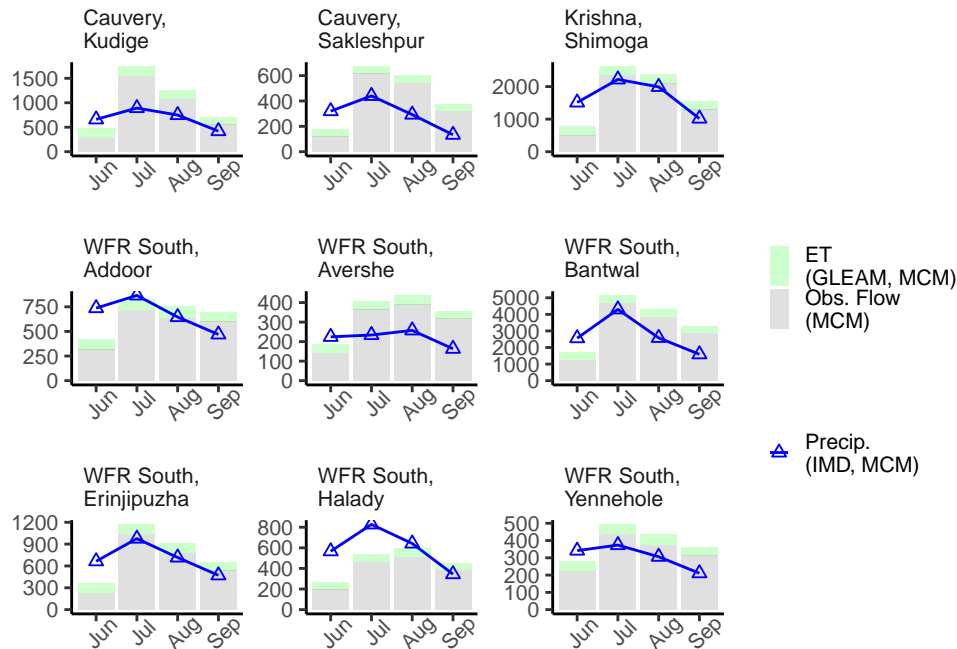 Cauvery,
Kudige
1500
1000
500
0
Jun
Jul
Aug
Sep
Cauvery,
Sakleshpur
600
400
200
0
Jun
Jul
Aug
Sep
Krishna,
Shimoga
2000
1000
0
Jun
Jul
Aug
Sep
WFR South,
Addoor
750
500
250
0
Jun
Jul
Aug
Sep
WFR South,
Avershe
400
300
200
100
0
Jun
Jul
Aug
Sep
WFR South,
Bantwal
5000
4000
3000
2000
1000
0
Jun
Jul
Aug
Sep
WFR South,
Erinjipuzha
1200
900
600
300
0
Jun
Jul
Aug
Sep
WFR South,
Halady
800
600
400
200
0
Jun
Jul
Aug
Sep
WFR South,
Yennehole
500
400
300
200
100
0
Jun
Jul
Aug
Sep
ET
(GLEAM, MCM)
Obs. Flow
(MCM)
Precip.
(IMD, MCM)